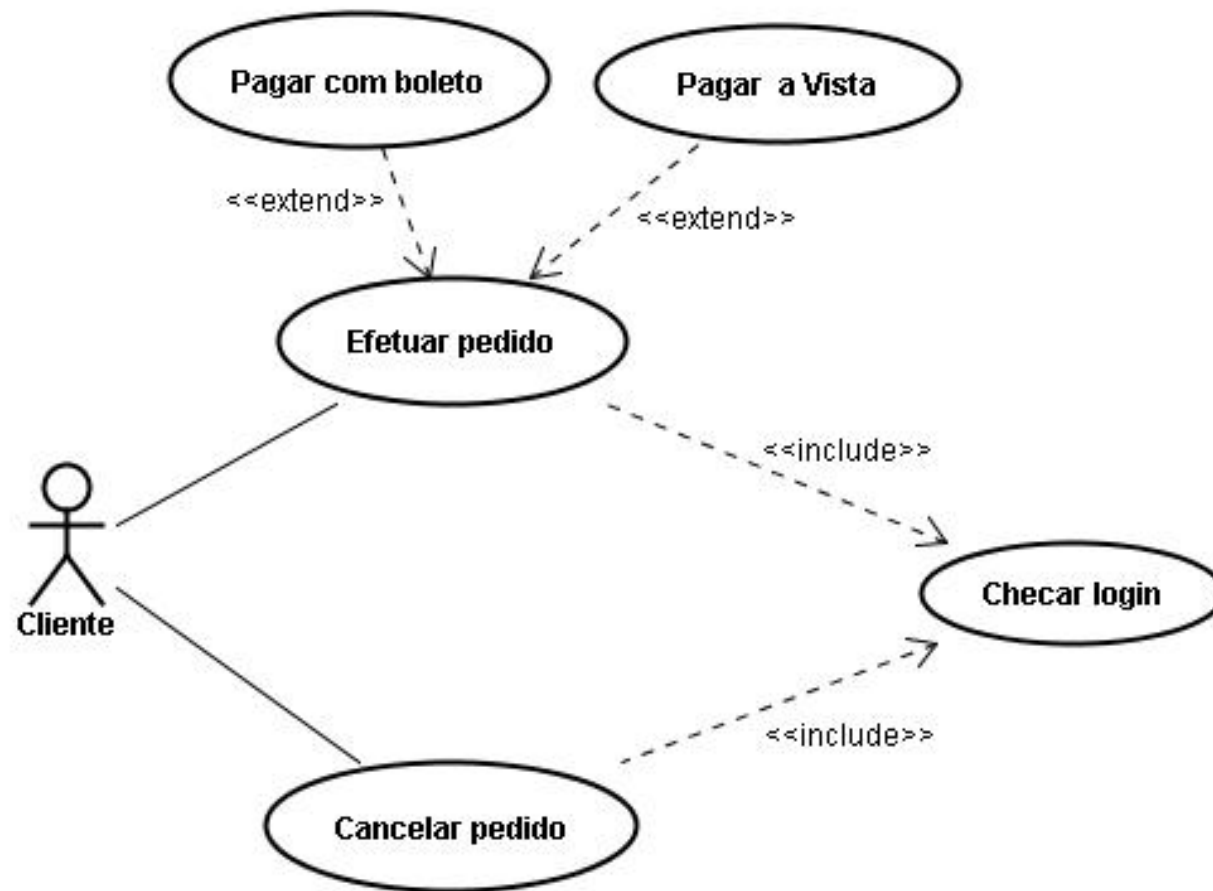 Pagar com boleto
Pagar a Vista
<<extend>>
<<extend>>
Efetuar pedido
<<include>>
Checar login
Cliente
<<include>>
Cancelar pedido